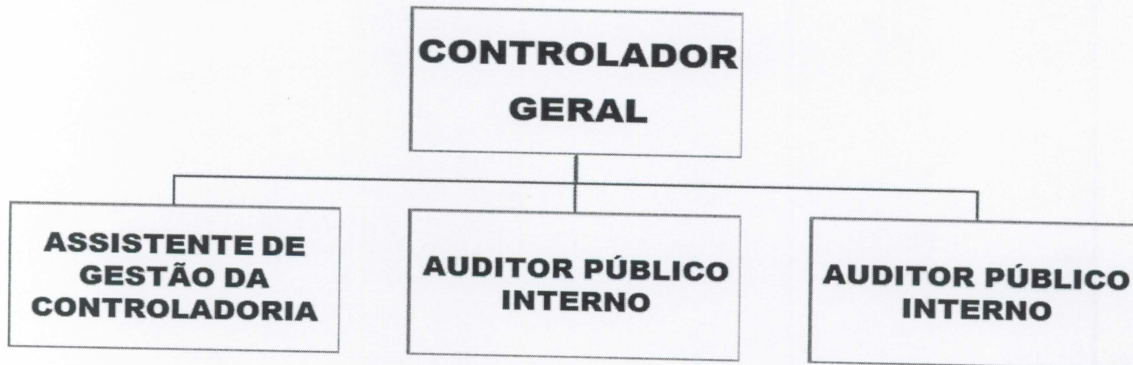 CONTROLADOR
GERAL
ASSISTENTE DE
GESTÃO DA
CONTROLADORIA
AUDITOR PÚBLICO
INTERNO
AUDITOR PÚBLICO
INTERNO